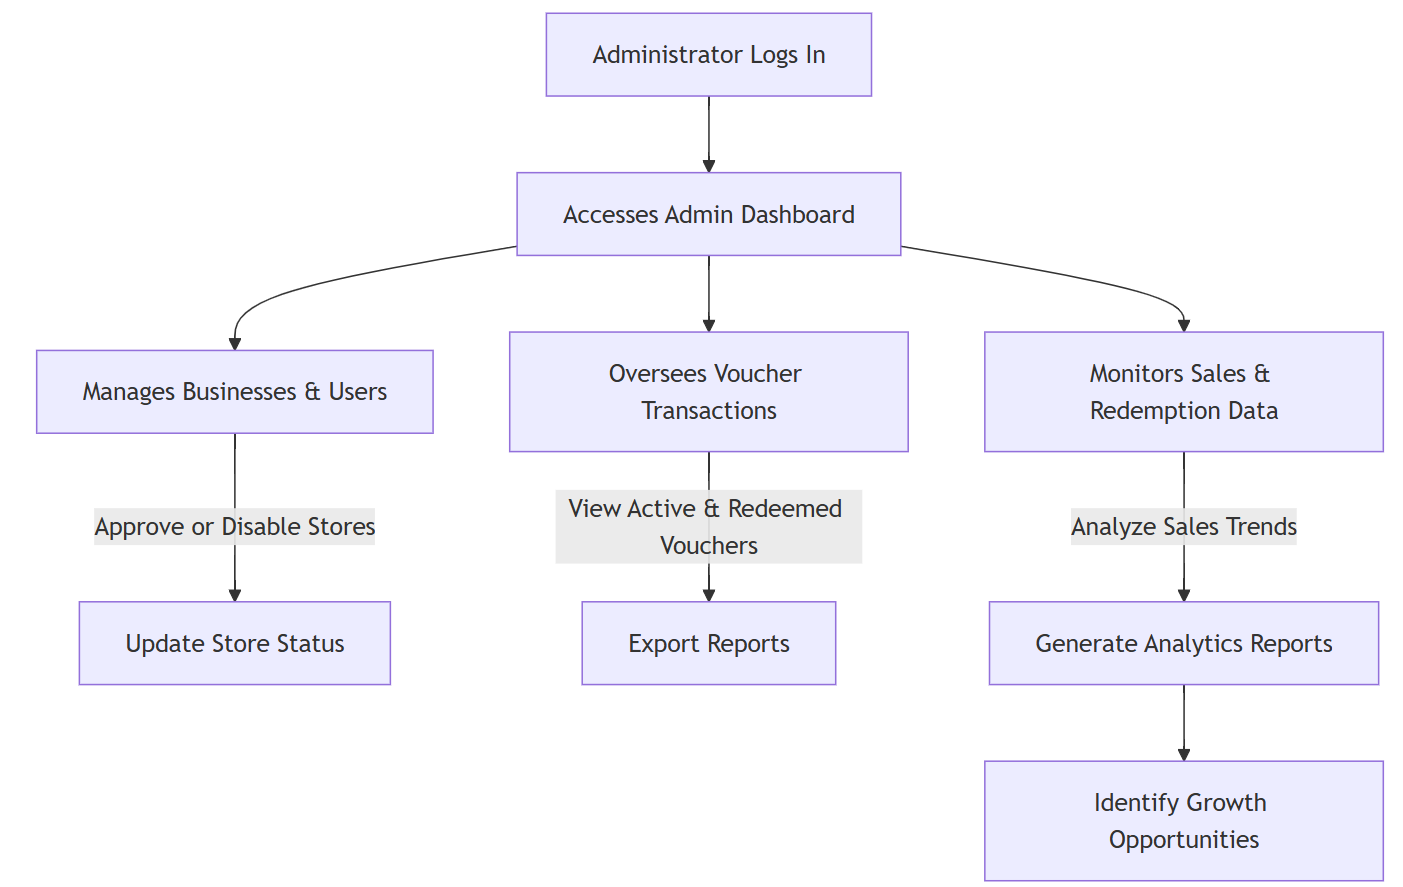 Administrator Logs In
Accesses Admin Dashboard
Manages Businesses & Users
Oversees Voucher
Transactions
Monitors Sales &
Redemption Data
Approve or Disable Stores
View Active & Redeemed
Vouchers
Analyze Sales Trends
Update Store Status
Export Reports
Generate Analytics Reports
Identify Growth
Opportunities